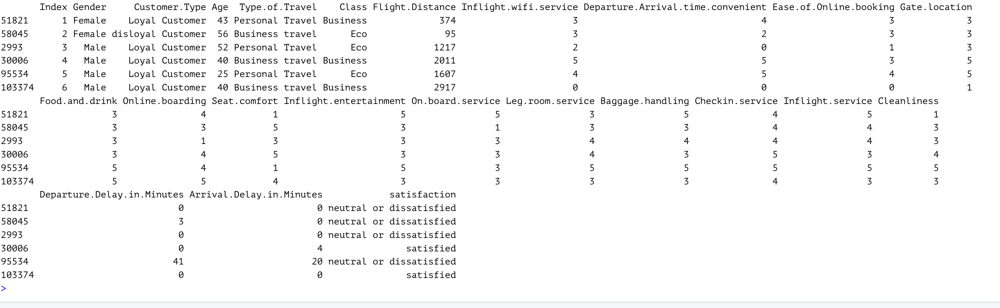 Index Gender Customer.Type Age Type.of.Travel Class Flight.Distance Inflight.wifi.service Departure.Arrival.time.convenient Ease.of.Online.booking Gate.location
51821 1 Female Loyal Customer 43 Personal Travel Business 374 3 4 3 3
58045 2 Female disloyal Customer 56 Business travel Eco 95 3 2 3 3
2993 3 Male Loyal Customer 52 Personal Travel Eco 1217 2 0 1 3
30006 4 Male Loyal Customer 40 Business travel Business 2011 5 5 3 5
95534 5 Male Loyal Customer 25 Personal Travel Eco 1607 4 5 4 5
103374 6 Male Loyal Customer 40 Business travel Business 2917 0 0 0 1
Food.and.drink Online.boarding Seat.comfort Inflight.entertainment On.board.service Leg.room.service Baggage.handling Checkin.service Inflight.service Cleanliness
51821 3 4 1 5 5 3 5 4 5 1
58045 3 3 5 3 1 3 3 4 4 3
2993 3 1 3 3 3 4 4 4 4 3
30006 3 4 5 3 3 4 3 5 3 4
95534 5 4 1 5 3 5 5 5 5 5
103374 5 5 4 3 3 3 3 4 3 3
Departure.Delay.in.Minutes Arrival.Delay.in.Minutes satisfaction
51821 0 0 neutral or dissatisfied
58045 3 0 neutral or dissatisfied
2993 0 0 neutral or dissatisfied
30006 0 4 satisfied
95534 41 20 neutral or dissatisfied
103374 0 0 satisfied
>